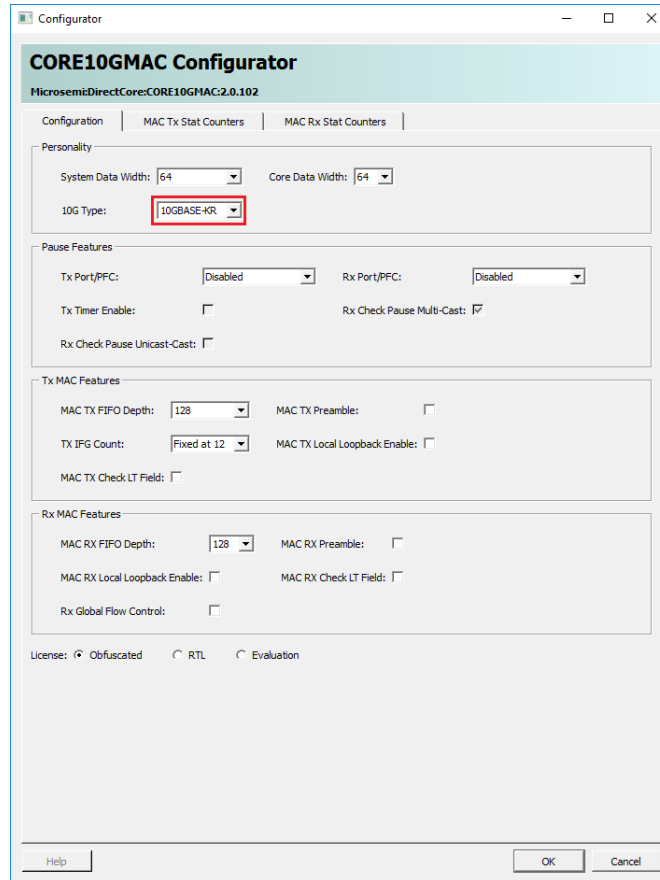 Configurator
CORE10GMAC Configurator
Microsemi:DirectCore:CORE10GMAC:2.0.102
Configuration MAC Tx Stat Counters MAC Rx Stat Counters
Personality
System Data Width: 64 Core Data Width: 64
10G Type: 10GBASE-KR
Pause Features
Tx Port/PFC: Disabled Rx Port/PFC: Disabled
Tx Timer Enable: Rx Check Pause Multi-Cast:
Rx Check Pause Unicast-Cast:
Tx MAC Features
MAC TX FIFO Depth: 128 MAC TX Preamble:
TX IFG Count: Fixed at 12 MAC TX Local Loopback Enable:
MAC TX Check LT Field:
Rx MAC Features
MAC RX FIFO Depth: 128 MAC RX Preamble:
MAC RX Local Loopback Enable: MAC RX Check LT Field:
Rx Global Flow Control:
License: Obfuscated RTL Evaluation
Help OK Cancel